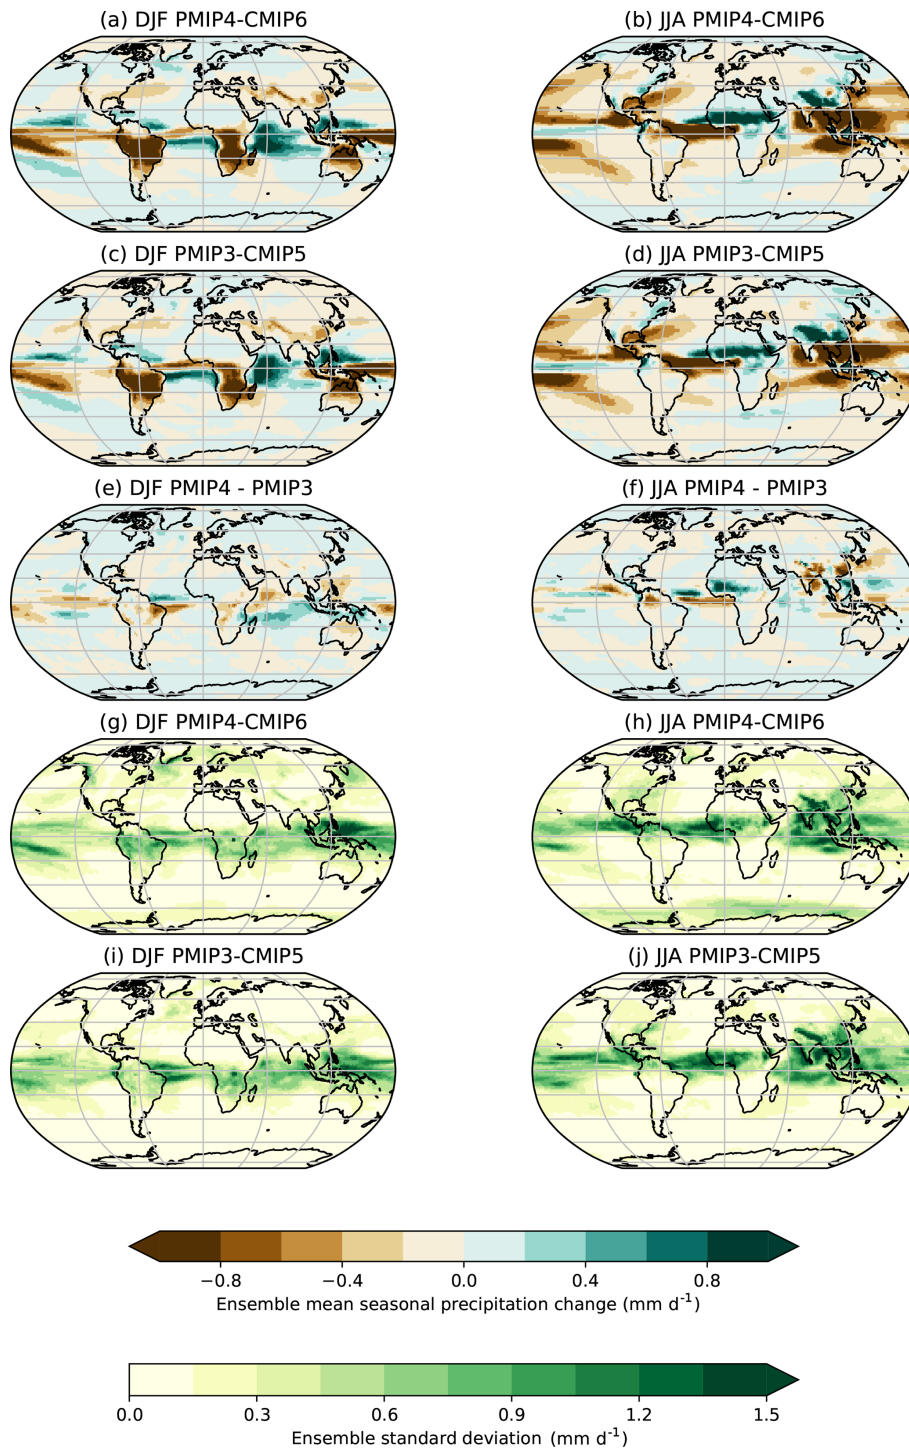 (a) DJF PMIP4-CMIP6
(b) JJA PMIP4-CMIP6
(c) DJF PMIP3-CMIP5
(d) JJA PMIP3-CMIP5
(e) DJF PMIP4 - PMIP3
(f) JJA PMIP4 - PMIP3
(g) DJF PMIP4-CMIP6
(h) JJA PMIP4-CMIP6
(i) DJF PMIP3-CMIP5
(j) JJA PMIP3-CMIP5
−0.8 −0.4 0.0 0.4 0.8
Ensemble mean seasonal precipitation change (mm d⁻¹)
0.0 0.3 0.6 0.9 1.2 1.5
Ensemble standard deviation (mm d⁻¹)